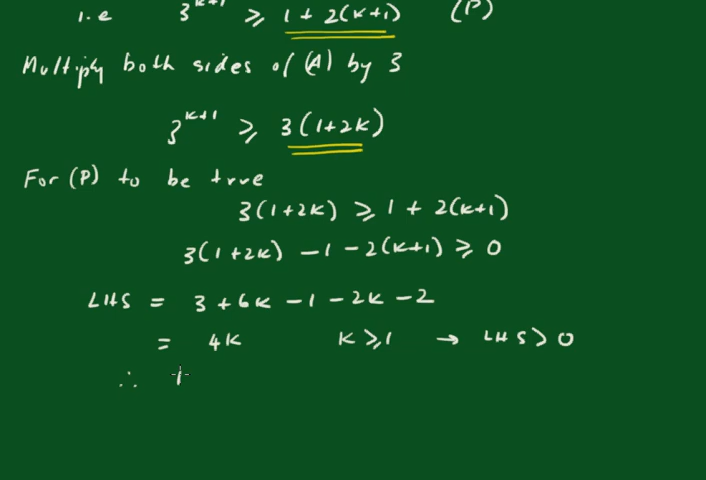 i.e 3^(k+1) ⩾ 1 + 2(k+1) (P)
Multiply both sides of (A) by 3
3^(k+1) ⩾ 3(1+2k)
For (P) to be true
3(1+2k) ⩾ 1 + 2(k+1)
3(1+2k) - 1 - 2(k+1) ⩾ 0
LHS = 3 + 6k - 1 - 2k - 2
= 4k k ⩾ 1 → LHS > 0
∴